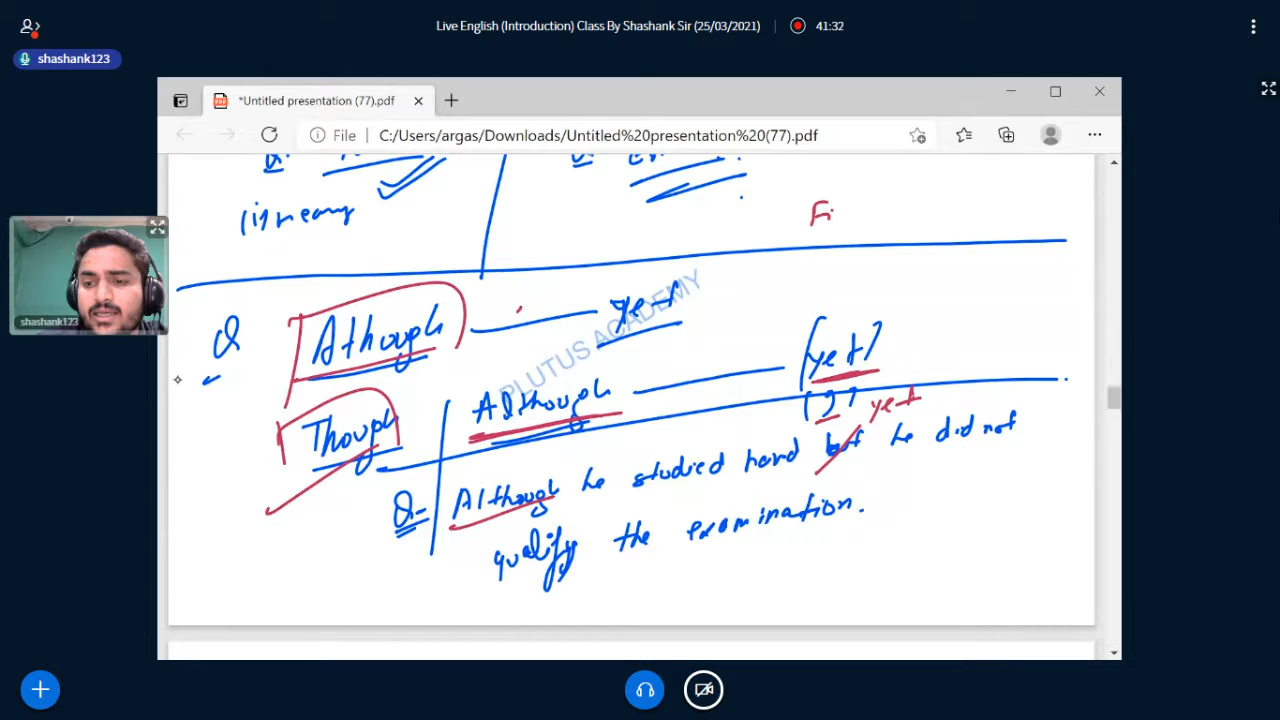 Live English (Introduction) Class By Shashank Sir (25/03/2021)
41:32
shashank123
*Untitled presentation (77).pdf
File
C:/Users/argas/Downloads/Untitled%20presentation%20(77).pdf
(i) many
Fi
Q Although yet
PLUTUS ACADEMY
shashank123
Though Although (yet)
(,) yet
Q= Although he studied hard but he did not
qualify the examination.